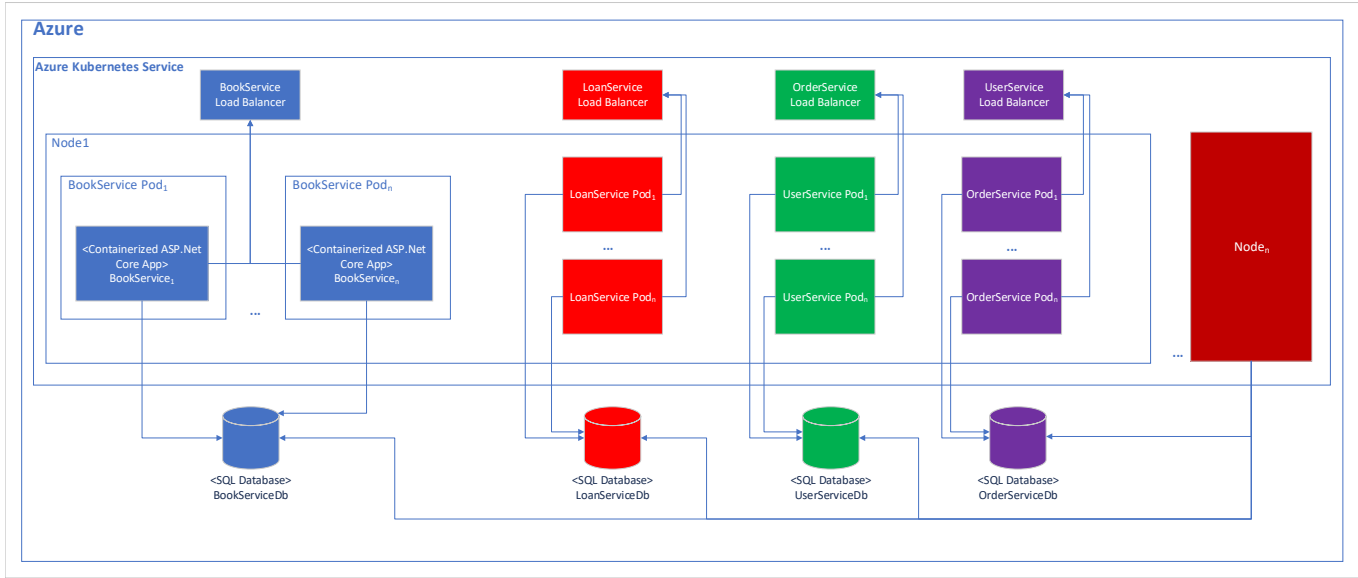 Azure
Azure Kubernetes Service
BookService
Load Balancer
LoanService
Load Balancer
OrderService
Load Balancer
UserService
Load Balancer
Node1
BookService Pod₁
BookService Podₙ
<Containerized ASP.Net
Core App>
BookService₁
<Containerized ASP.Net
Core App>
BookServiceₙ
...
LoanService Pod₁
...
LoanService Podₙ
UserService Pod₁
...
UserService Podₙ
OrderService Pod₁
...
OrderService Podₙ
Nodeₙ
...
<SQL Database>
BookServiceDb
<SQL Database>
LoanServiceDb
<SQL Database>
UserServiceDb
<SQL Database>
OrderServiceDb